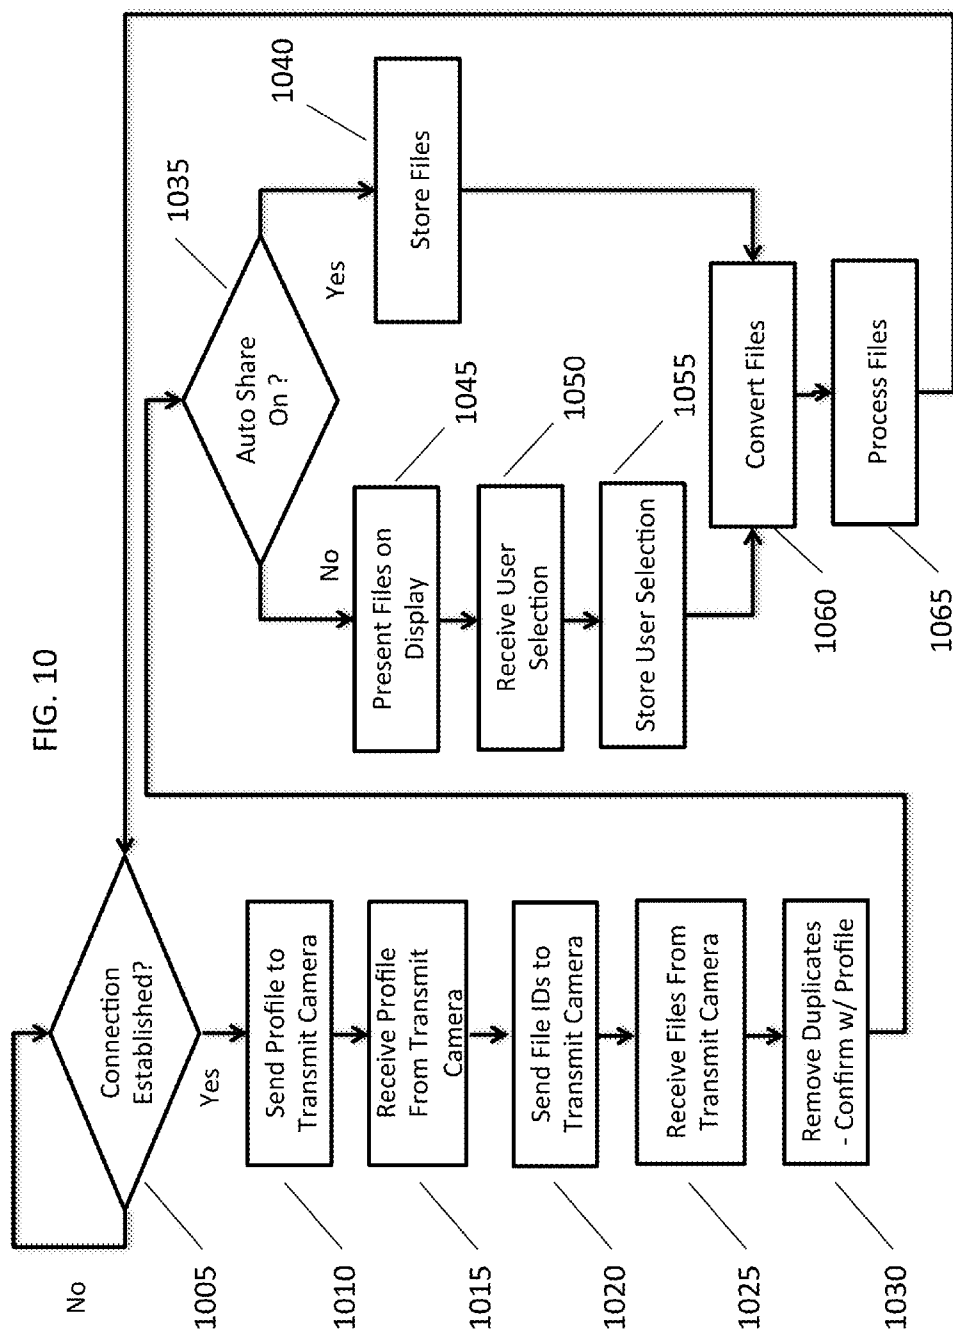 FIG. 10
No
Connection
Established?
Yes
1005
Send Profile to
Transmit Camera
1010
Receive Profile
From Transmit
Camera
1015
Send File IDs to
Transmit Camera
1020
Receive Files From
Transmit Camera
1025
Remove Duplicates
- Confirm w/ Profile
1030
Auto Share
On ?
1035
No
Yes
Store Files
1040
Present Files on
Display
1045
Receive User
Selection
1050
Store User Selection
1055
Convert Files
1060
Process Files
1065